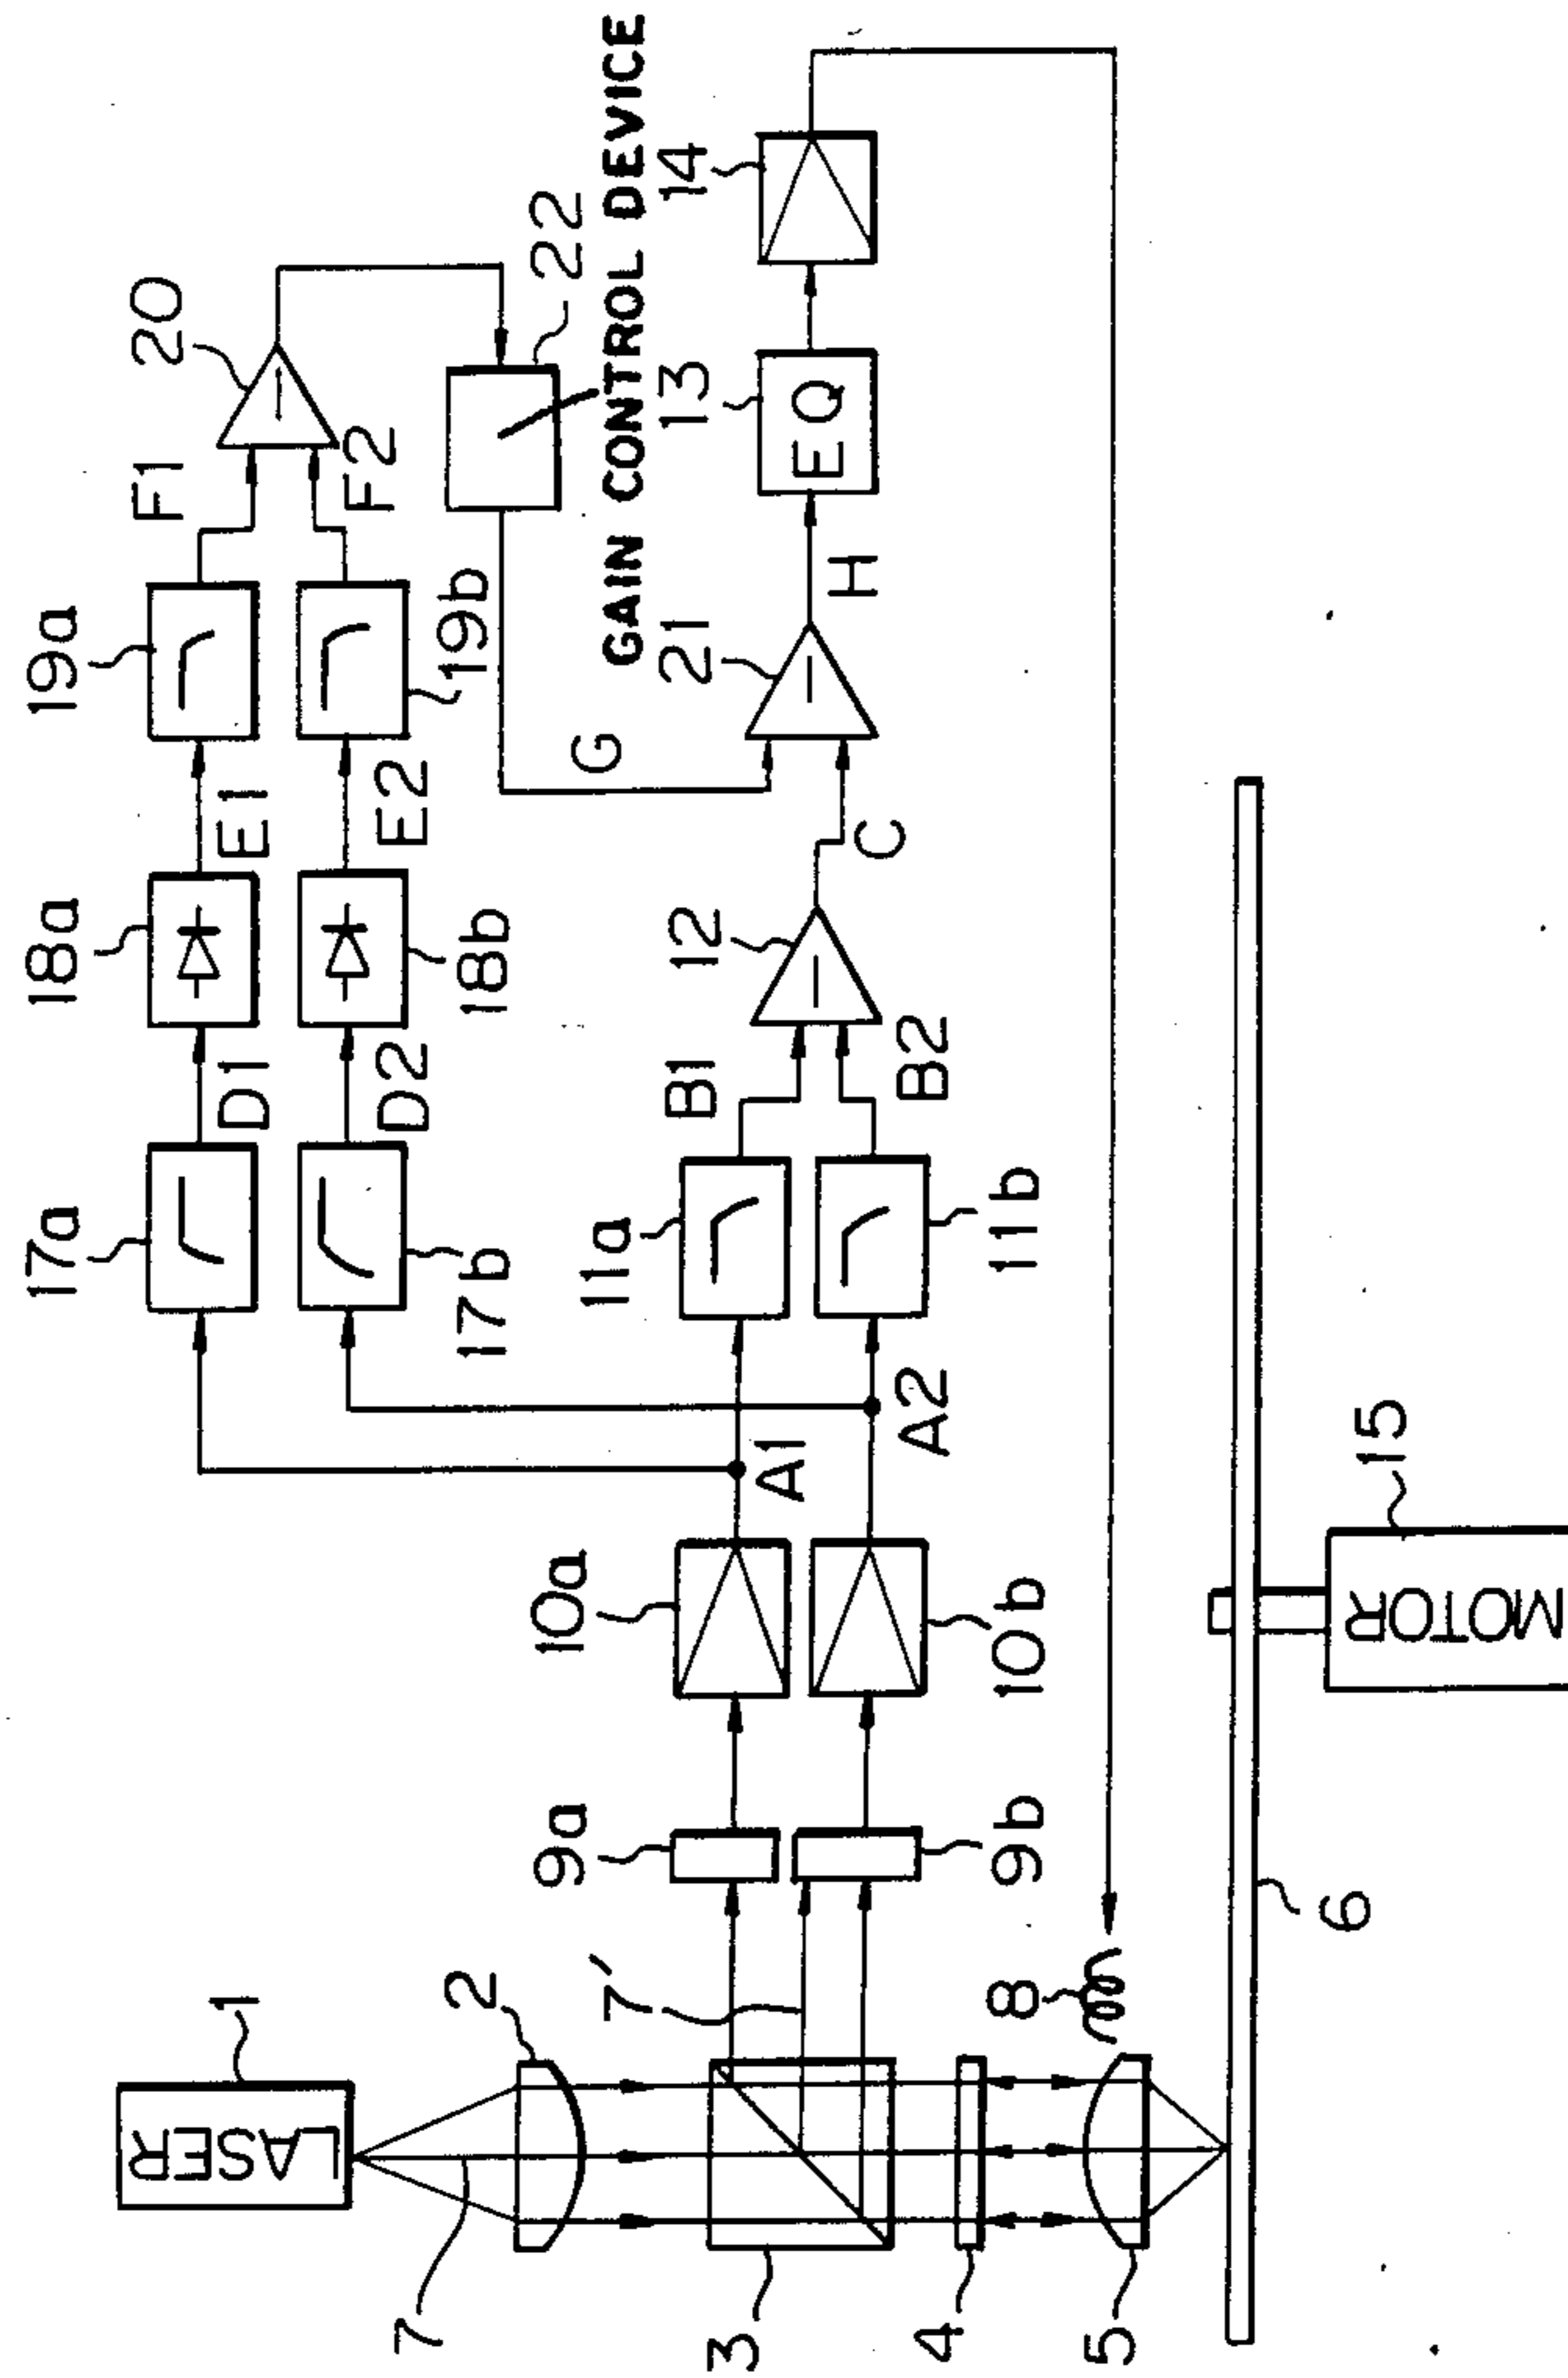 19a
18a
17a
F1
20
E1
D1
F2
E2
D2
19b
18b
17b
22
GAIN CONTROL DEVICE
G
14
13
EQ
H
21
C
12
B1
B2
11a
11b
A1
A2
10a
10b
9a
9b
7'
1
LASER
2
7
3
4
5
8
6
15
MOTOR